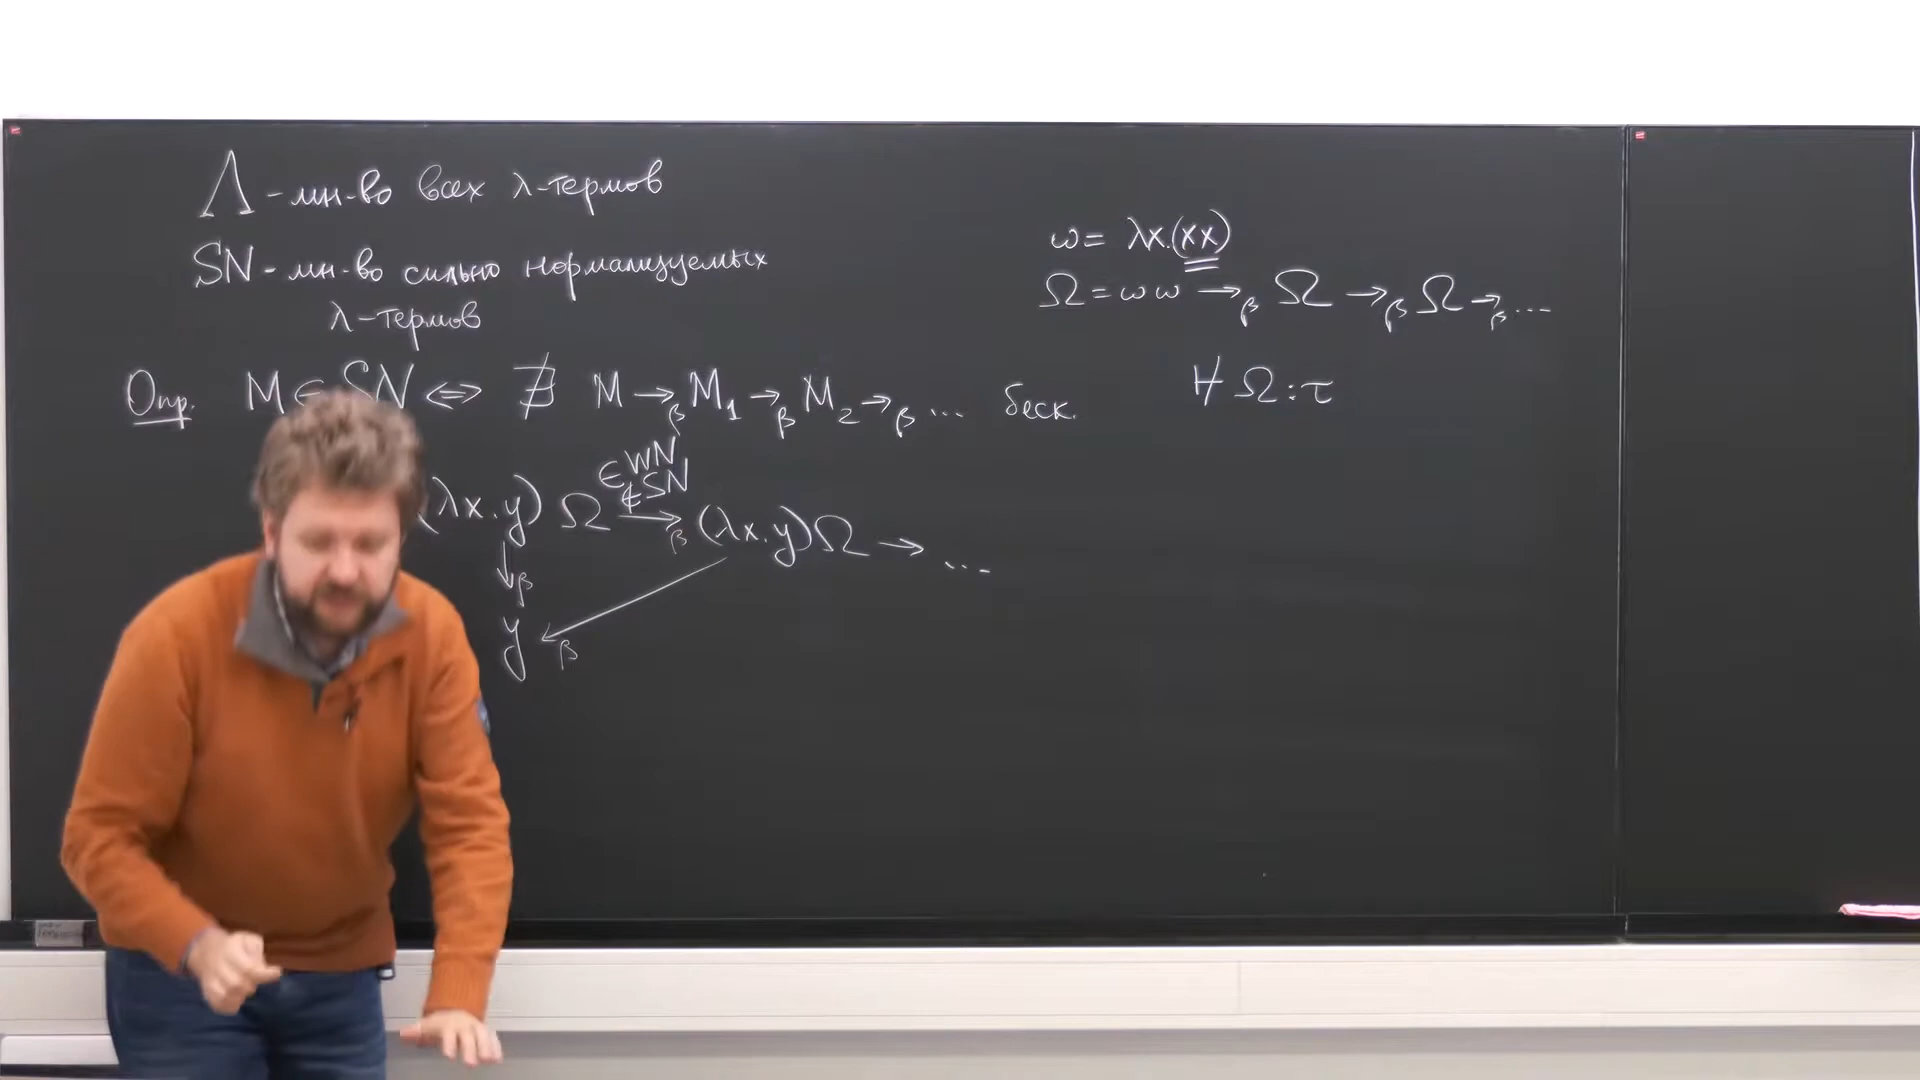 Λ - мн-во всех λ-термов
SN - мн-во сильно нормализуемых
λ-термов
Опр. M ∈ SN ⇔ ∄ M →β M₁ →β M₂ →β ... беск.
(λx.y) Ω →β (λx.y)Ω → ...
∈ WN
∉ SN
↓β
y ↙β
ω = λx.(xx)
Ω = ω ω →β Ω →β Ω →β ...
⊬ Ω : τ